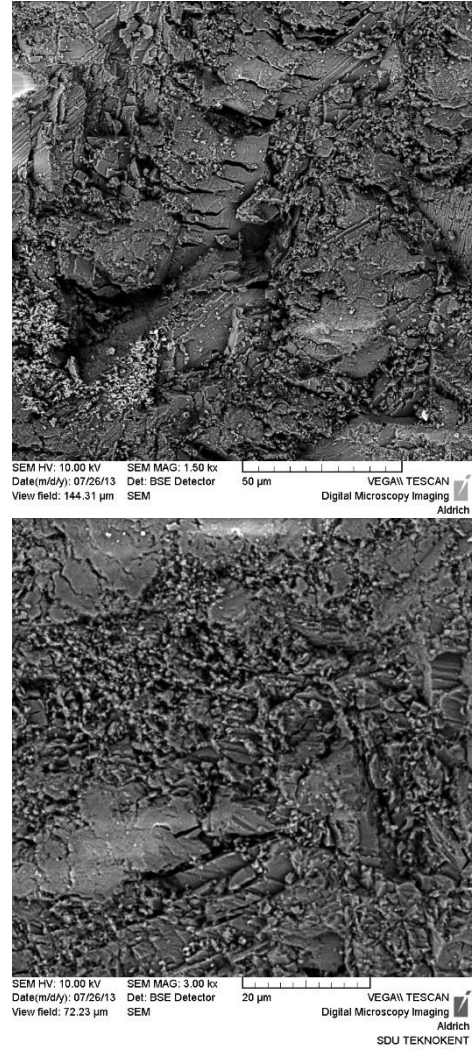 SEM HV: 10.00 kV SEM MAG: 1.50 kx
Date(m/d/y): 07/26/13 Det: BSE Detector 50 µm VEGA\\ TESCAN
View field: 144.31 µm SEM Digital Microscopy Imaging
Aldrich
SEM HV: 10.00 kV SEM MAG: 3.00 kx
Date(m/d/y): 07/26/13 Det: BSE Detector 20 µm VEGA\\ TESCAN
View field: 72.23 µm SEM Digital Microscopy Imaging
Aldrich
SDU TEKNOKENT